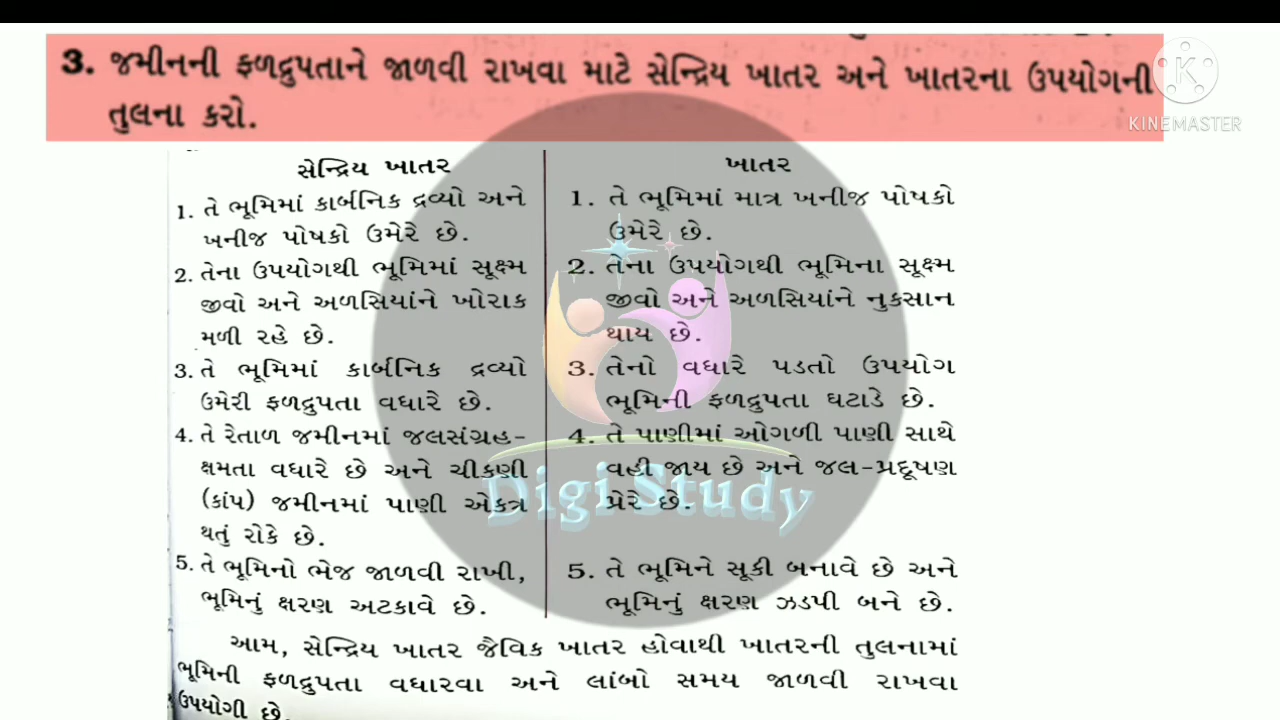 3. જમીનની ફળદ્રુપતાને જાળવી રાખવા માટે સેન્દ્રિય ખાતર અને ખાતરના ઉપયોગની
તુલના કરો.
KINEMASTER
સેન્દ્રિય ખાતર
1. તે ભૂમિમાં કાર્બનિક દ્રવ્યો અને
ખનીજ પોષકો ઉમેરે છે.
2. તેના ઉપયોગથી ભૂમિમાં સૂક્ષ્મ
જીવો અને અળસિયાંને ખોરાક
મળી રહે છે.
3. તે ભૂમિમાં કાર્બનિક દ્રવ્યો
ઉમેરી ફળદ્રુપતા વધારે છે.
4. તે રેતાળ જમીનમાં જલસંગ્રહ-
ક્ષમતા વધારે છે અને ચીકણી
(કાંપ) જમીનમાં પાણી એકત્ર
થતું રોકે છે.
5. તે ભૂમિનો ભેજ જાળવી રાખી,
ભૂમિનું ક્ષરણ અટકાવે છે.
ખાતર
1. તે ભૂમિમાં માત્ર ખનીજ પોષકો
ઉમેરે છે.
2. તેના ઉપયોગથી ભૂમિના સૂક્ષ્મ
જીવો અને અળસિયાંને નુકસાન
થાય છે.
3. તેનો વધારે પડતો ઉપયોગ
ભૂમિની ફળદ્રુપતા ઘટાડે છે.
4. તે પાણીમાં ઓગળી પાણી સાથે
વહી જાય છે અને જલ-પ્રદૂષણ
પ્રેરે છે.
5. તે ભૂમિને સૂકી બનાવે છે અને
ભૂમિનું ક્ષરણ ઝડપી બને છે.
આમ, સેન્દ્રિય ખાતર જૈવિક ખાતર હોવાથી ખાતરની તુલનામાં
ભૂમિની ફળદ્રુપતા વધારવા અને લાંબો સમય જાળવી રાખવા
ઉપયોગી છે.
Digi Study